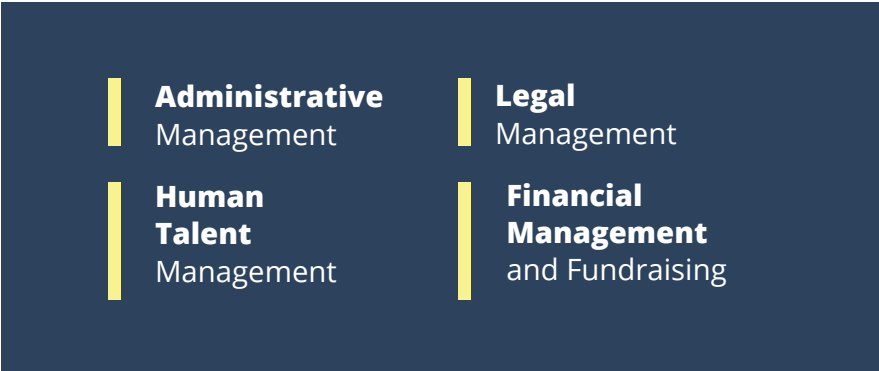 Administrative
Management
Legal
Management
Human
Talent
Management
Financial
Management
and Fundraising